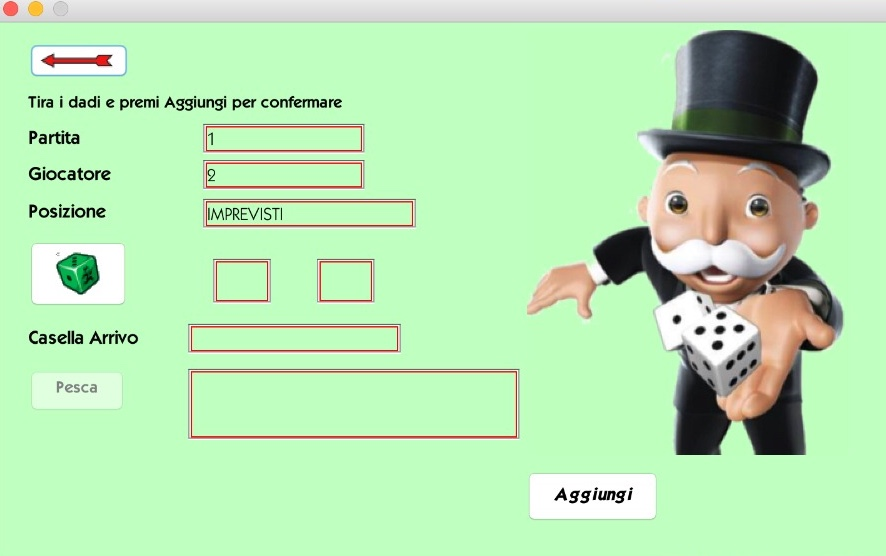 Tira i dadi e premi Aggiungi per confermare
Partita 1
Giocatore 2
Posizione IMPREVISTI
Casella Arrivo
Pesca
Aggiungi